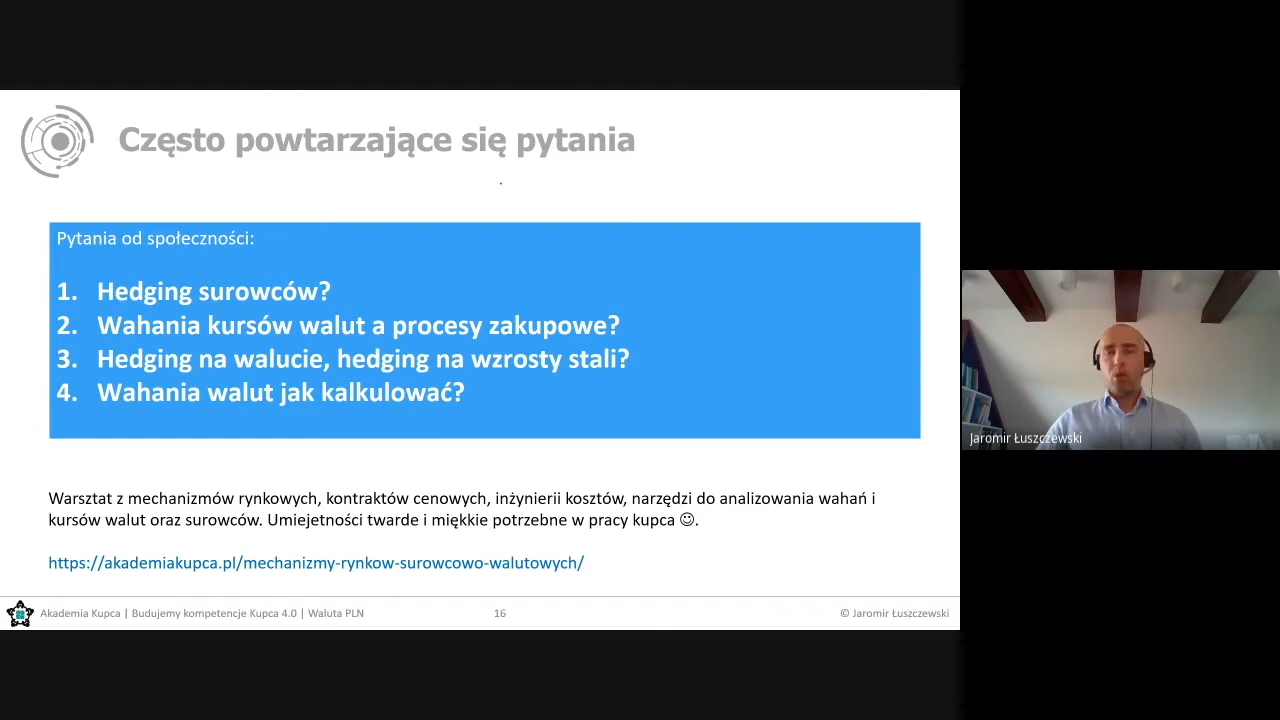 Często powtarzające się pytania
Pytania od społeczności:
1. Hedging surowców?
2. Wahania kursów walut a procesy zakupowe?
3. Hedging na walucie, hedging na wzrosty stali?
4. Wahania walut jak kalkulować?
Warsztat z mechanizmów rynkowych, kontraktów cenowych, inżynierii kosztów, narzędzi do analizowania wahań i
kursów walut oraz surowców. Umiejetności twarde i miękkie potrzebne w pracy kupca ☺.
https://akademiakupca.pl/mechanizmy-rynkow-surowcowo-walutowych/
Akademia Kupca | Budujemy kompetencje Kupca 4.0 | Waluta PLN
16
© Jaromir Łuszczewski
Jaromir Łuszczewski